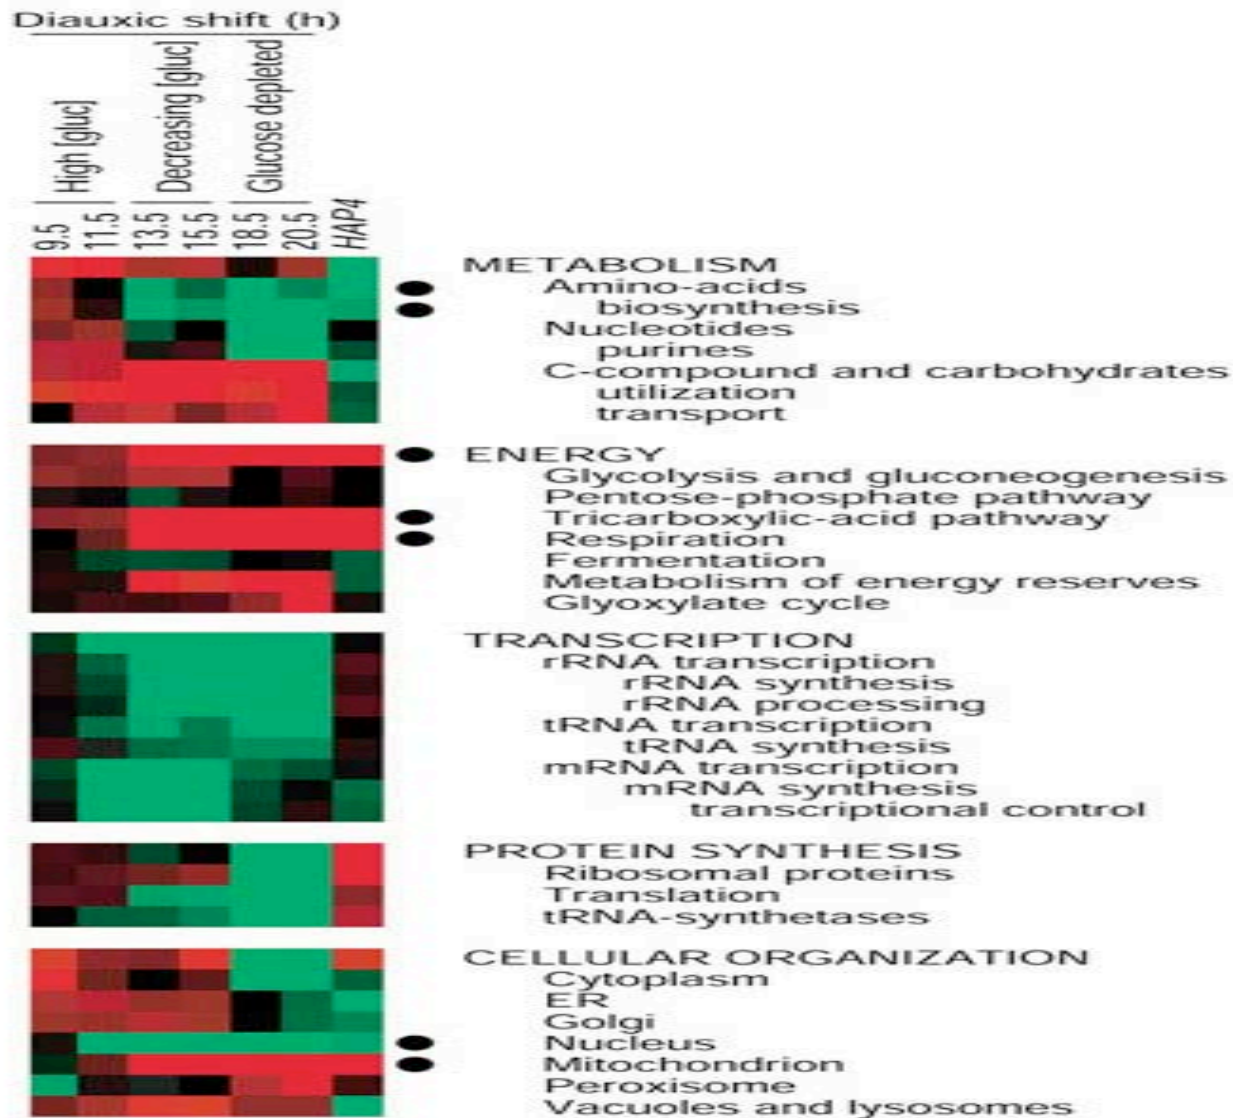 Diauxic shift (h)
High [gluc]
Decreasing [gluc]
Glucose depleted
9.5
11.5
13.5
15.5
18.5
20.5
HAP4
METABOLISM
Amino-acids
biosynthesis
Nucleotides
purines
C-compound and carbohydrates
utilization
transport
ENERGY
Glycolysis and gluconeogenesis
Pentose-phosphate pathway
Tricarboxylic-acid pathway
Respiration
Fermentation
Metabolism of energy reserves
Glyoxylate cycle
TRANSCRIPTION
rRNA transcription
rRNA synthesis
rRNA processing
tRNA transcription
tRNA synthesis
mRNA transcription
mRNA synthesis
transcriptional control
PROTEIN SYNTHESIS
Ribosomal proteins
Translation
tRNA-synthetases
CELLULAR ORGANIZATION
Cytoplasm
ER
Golgi
Nucleus
Mitochondrion
Peroxisome
Vacuoles and lysosomes